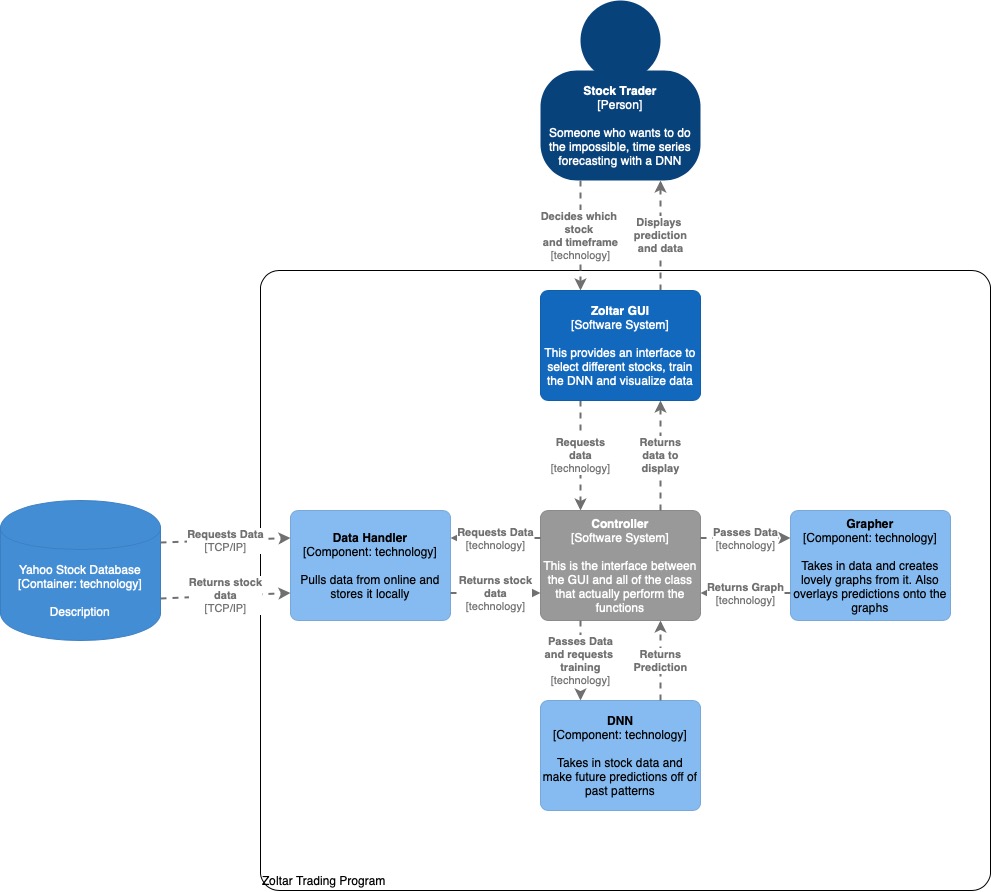 Stock Trader
[Person]
Someone who wants to do
the impossible, time series
forecasting with a DNN
Decides which
stock
and timeframe
[technology]
Displays
prediction
and data
Zoltar GUI
[Software System]
This provides an interface to
select different stocks, train
the DNN and visualize data
Requests
data
[technology]
Returns
data to
display
Yahoo Stock Database
[Container: technology]
Description
Requests Data
[TCP/IP]
Returns stock
data
[TCP/IP]
Data Handler
[Component: technology]
Pulls data from online and
stores it locally
Requests Data
[technology]
Returns stock
data
[technology]
Controller
[Software System]
This is the interface between
the GUI and all of the class
that actually perform the
functions
Passes Data
[technology]
Returns Graph
[technology]
Grapher
[Component: technology]
Takes in data and creates
lovely graphs from it. Also
overlays predictions onto the
graphs
Passes Data
and requests
training
[technology]
Returns
Prediction
DNN
[Component: technology]
Takes in stock data and
make future predictions off of
past patterns
Zoltar Trading Program